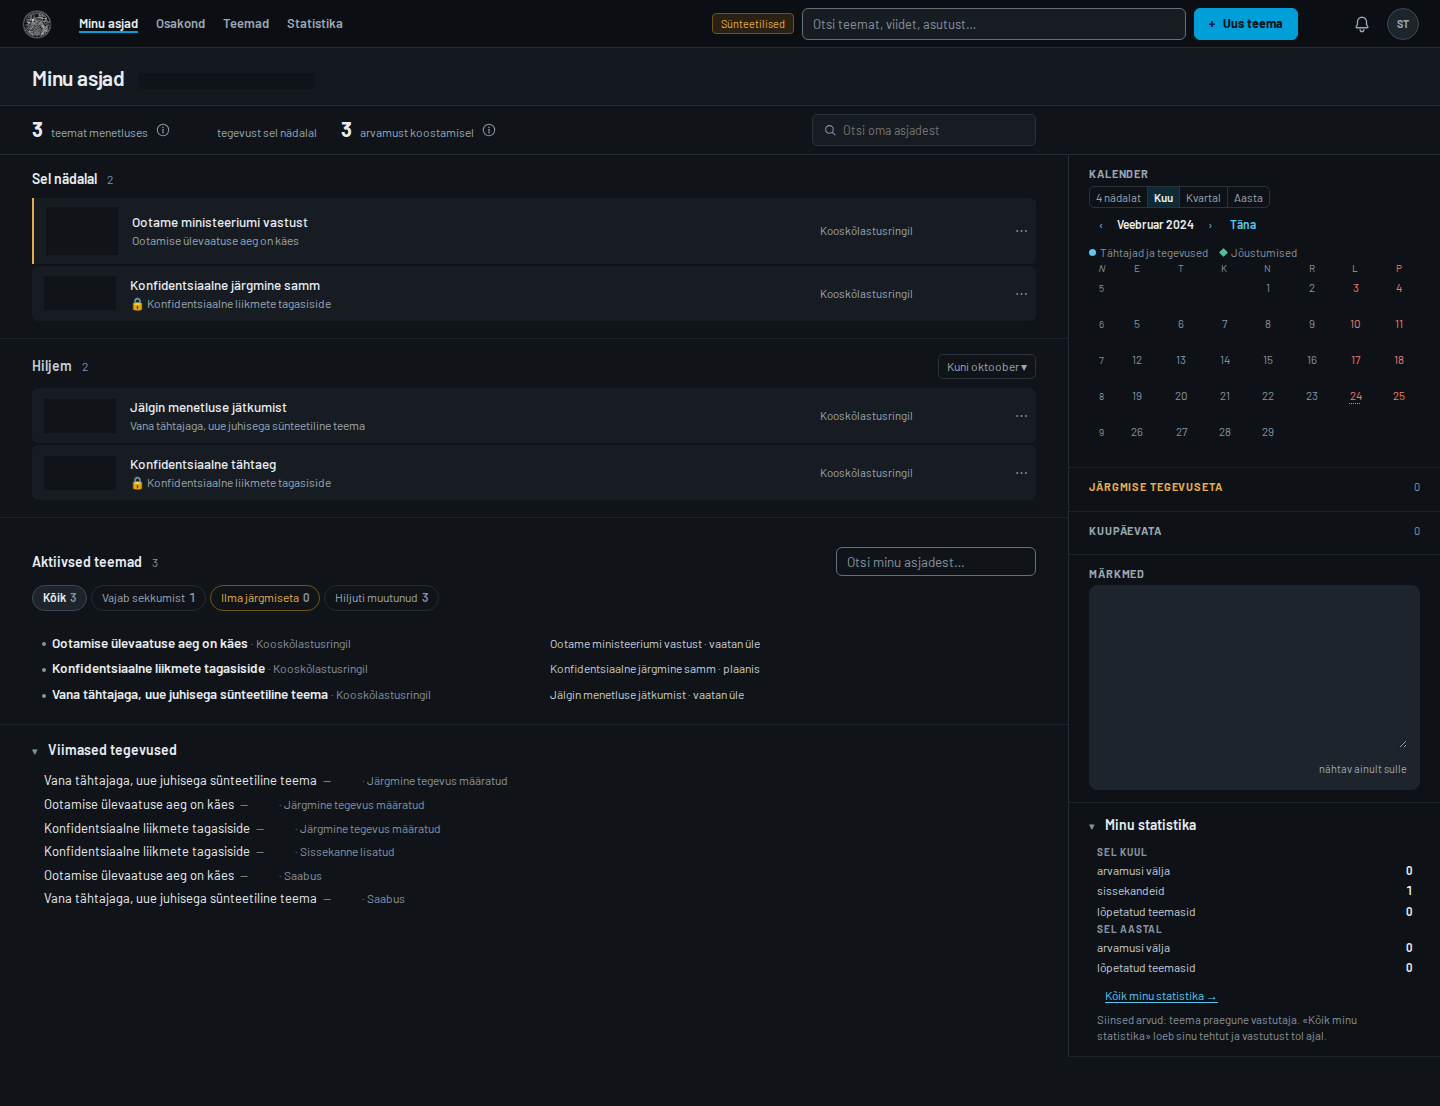 Minu asjad Osakond Teemad Statistika
Sünteetilised
Otsi teemat, viidet, asutust…
+ Uus teema
ST
Minu asjad
3 teemat menetluses
tegevust sel nädalal
3 arvamust koostamisel
Otsi oma asjadest
Sel nädalal 2
Ootame ministeeriumi vastust
Ootamise ülevaatuse aeg on käes
Kooskõlastusringil
Konfidentsiaalne järgmine samm
🔒 Konfidentsiaalne liikmete tagasiside
Kooskõlastusringil
Hiljem 2
Kuni oktoober ▾
Jälgin menetluse jätkumist
Vana tähtajaga, uue juhisega sünteetiline teema
Kooskõlastusringil
Konfidentsiaalne tähtaeg
🔒 Konfidentsiaalne liikmete tagasiside
Kooskõlastusringil
Aktiivsed teemad 3
Otsi minu asjadest…
Kõik 3 Vajab sekkumist 1 Ilma järgmiseta 0 Hiljuti muutunud 3
Ootamise ülevaatuse aeg on käes · Kooskõlastusringil
Ootame ministeeriumi vastust · vaatan üle
Konfidentsiaalne liikmete tagasiside · Kooskõlastusringil
Konfidentsiaalne järgmine samm · plaanis
Vana tähtajaga, uue juhisega sünteetiline teema · Kooskõlastusringil
Jälgin menetluse jätkumist · vaatan üle
▾ Viimased tegevused
Vana tähtajaga, uue juhisega sünteetiline teema — · Järgmine tegevus määratud
Ootamise ülevaatuse aeg on käes — · Järgmine tegevus määratud
Konfidentsiaalne liikmete tagasiside — · Järgmine tegevus määratud
Konfidentsiaalne liikmete tagasiside — · Sissekanne lisatud
Ootamise ülevaatuse aeg on käes — · Saabus
Vana tähtajaga, uue juhisega sünteetiline teema — · Saabus
KALENDER
4 nädalat Kuu Kvartal Aasta
‹ Veebruar 2024 › Täna
Tähtajad ja tegevused Jõustumised
N E T K N R L P
5 1 2 3 4
6 5 6 7 8 9 10 11
7 12 13 14 15 16 17 18
8 19 20 21 22 23 24 25
9 26 27 28 29
JÄRGMISE TEGEVUSETA 0
KUUPÄEVATA 0
MÄRKMED
nähtav ainult sulle
▾ Minu statistika
SEL KUUL
arvamusi välja 0
sissekandeid 1
lõpetatud teemasid 0
SEL AASTAL
arvamusi välja 0
lõpetatud teemasid 0
Kõik minu statistika →
Siinsed arvud: teema praegune vastutaja. «Kõik minu
statistika» loeb sinu tehtut ja vastutust tol ajal.